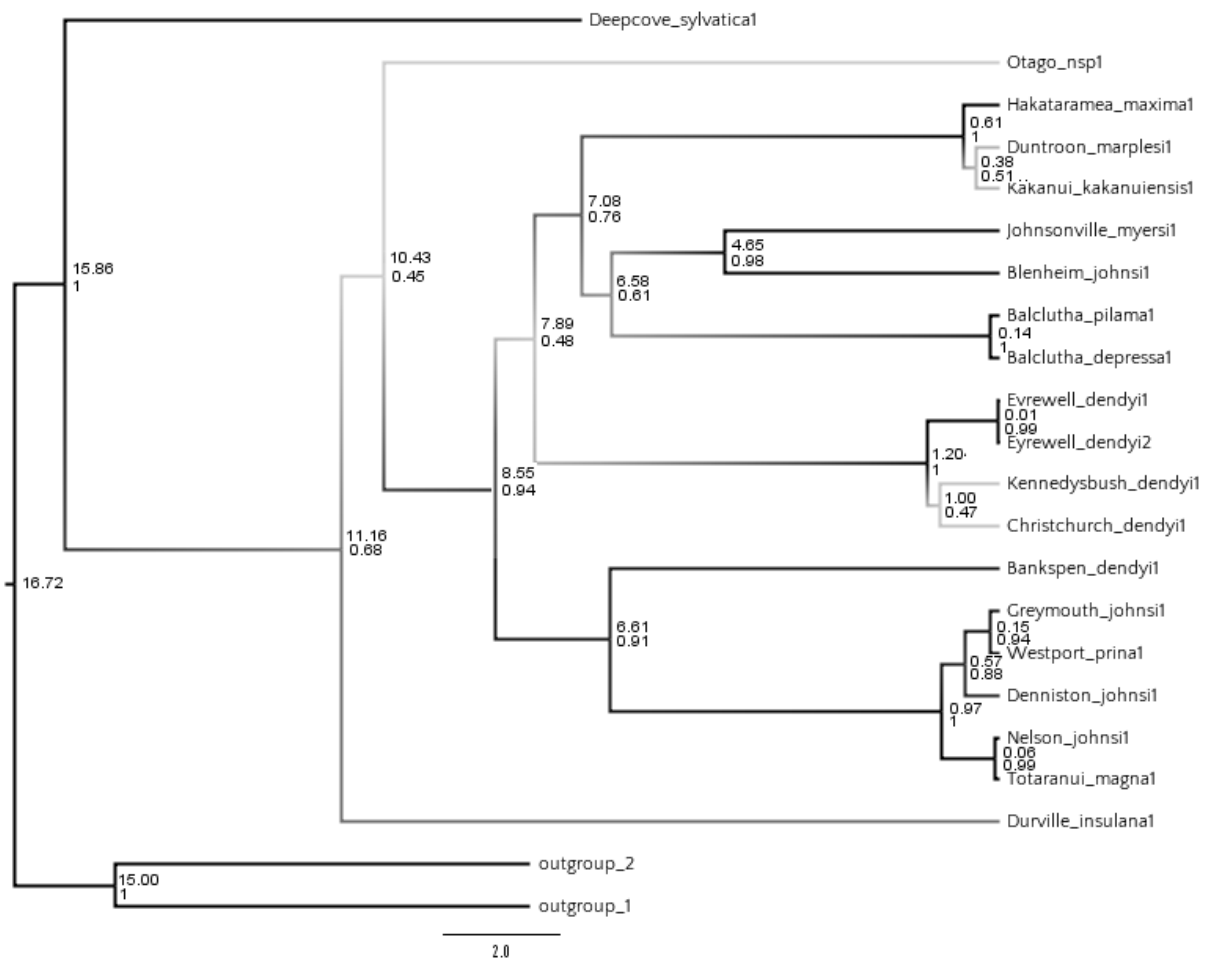 Deepcove_sylvatica1
Otago_nsp1
Hakataramea_maxima1
0.61
1
Duntroon_marplesi1
0.38
0.51
Kakanui_kakanuiensis1
7.08
0.76
Johnsonville_myersi1
4.65
0.98
15.86
1
10.43
0.45
Blenheim_johnsi1
6.58
0.61
Balclutha_pilama1
7.89
0.48
0.14
1
Balclutha_depressa1
Eyrewell_dendyi1
0.01
0.99
Eyrewell_dendyi2
1.20
1
8.55
0.94
Kennedysbush_dendyi1
1.00
0.47
Christchurch_dendyi1
11.16
0.68
Bankspen_dendyi1
16.72
Greymouth_johnsi1
6.61
0.91
0.15
0.94
Westport_prina1
0.57
0.88
Denniston_johnsi1
0.97
1
Nelson_johnsi1
0.06
0.99
Totaranui_magna1
Durville_insulana1
outgroup_2
15.00
1
outgroup_1
2.0